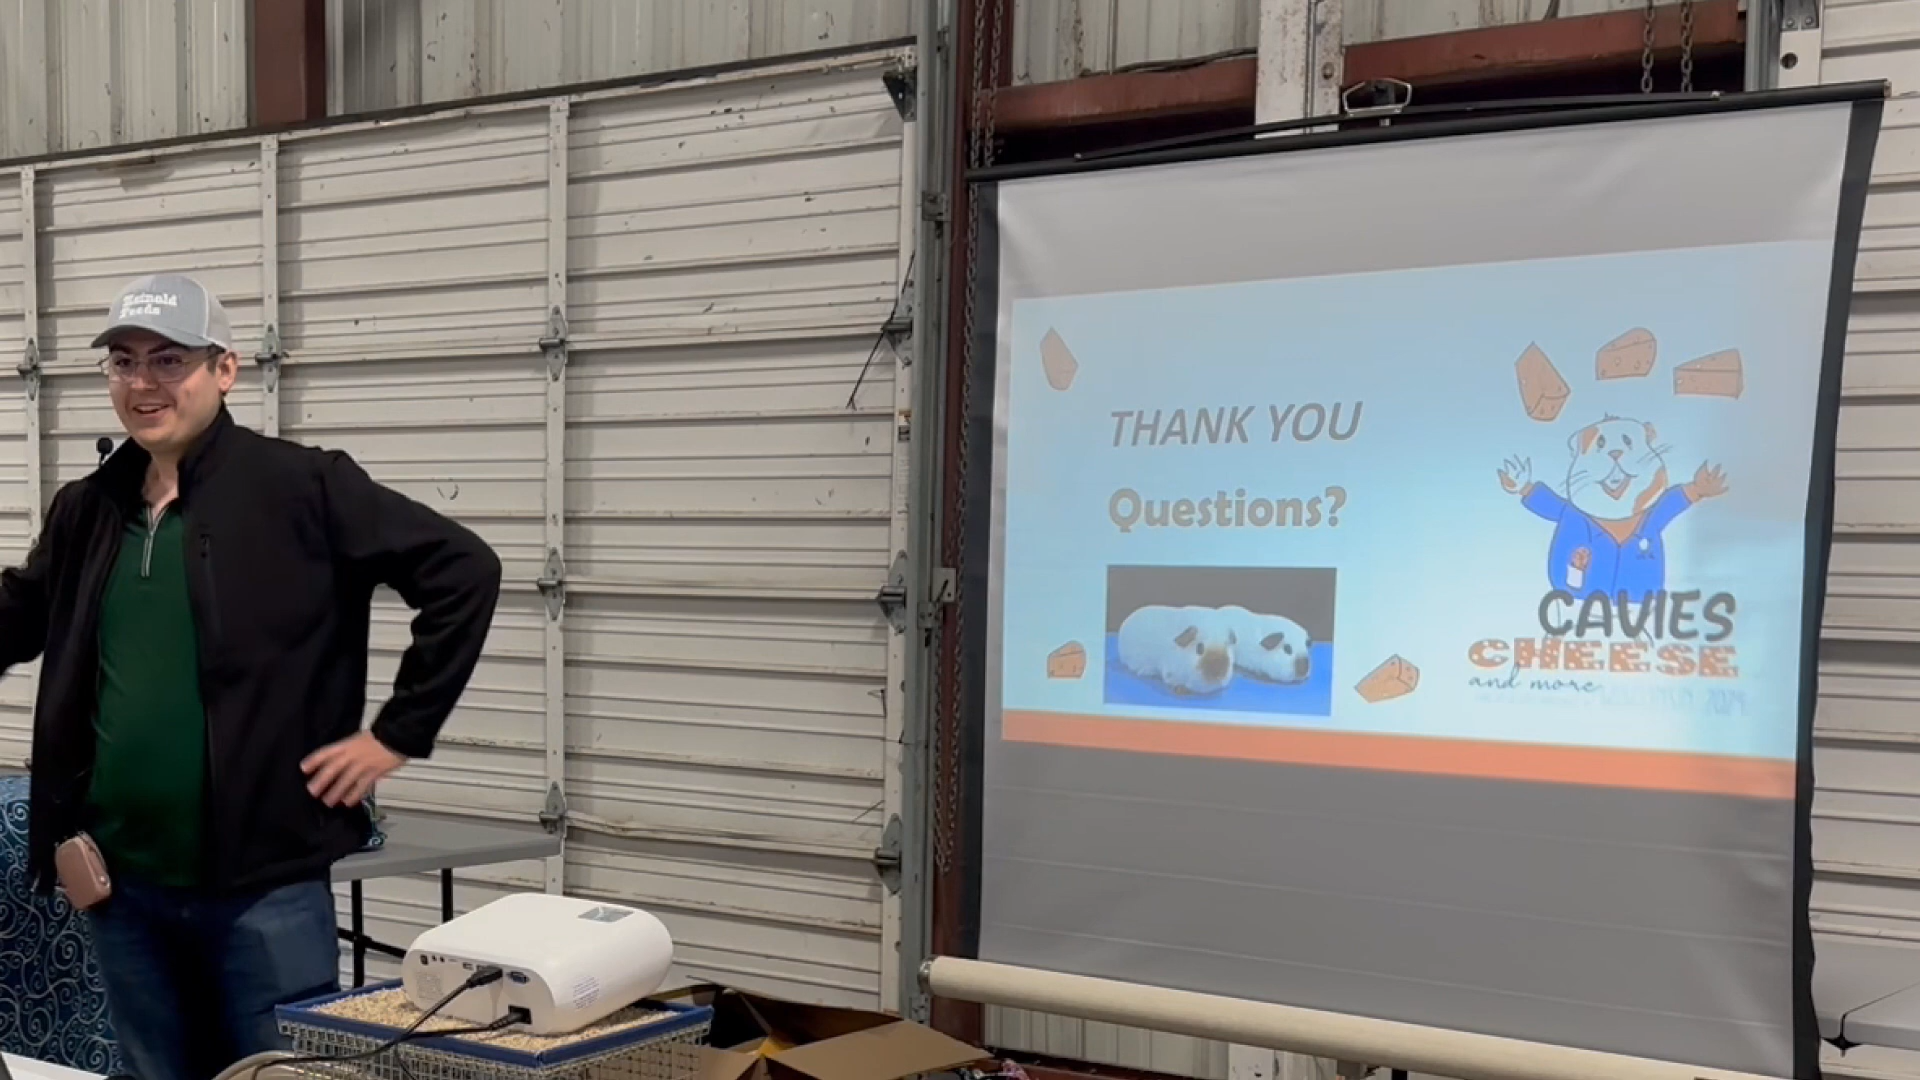 Reinold
Feeds
THANK YOU
Questions?
CAVIES
CHEESE
and more